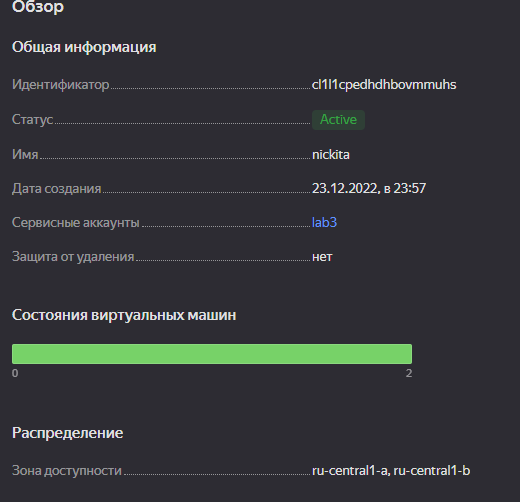 Обзор
Общая информация
Идентификатор cl1l1cpedhdhbovmmuhs
Статус Active
Имя nickita
Дата создания 23.12.2022, в 23:57
Сервисные аккаунты lab3
Защита от удаления нет
Состояния виртуальных машин
0 2
Распределение
Зона доступности ru-central1-a, ru-central1-b